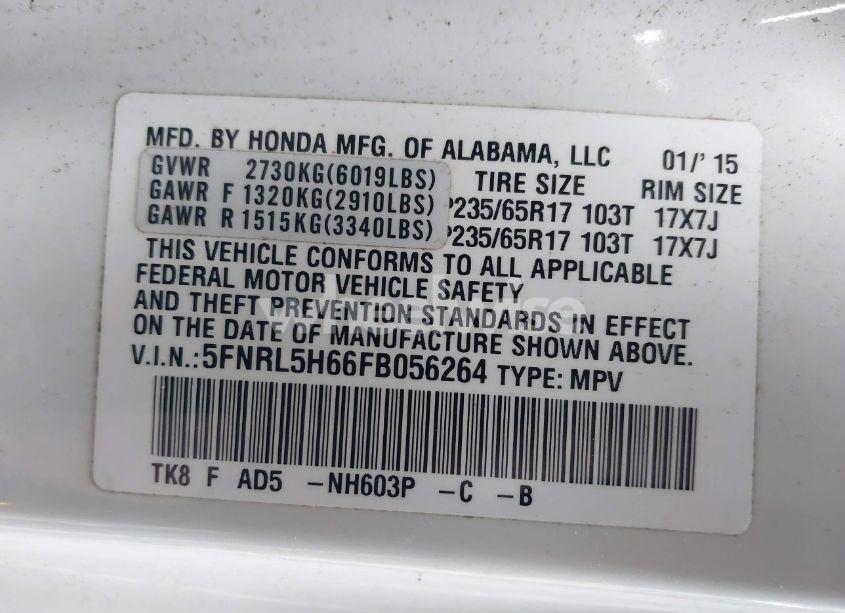 MFD. BY HONDA MFG. OF ALABAMA, LLC 01/' 15
GVWR 2730KG(6019LBS) TIRE SIZE RIM SIZE
GAWR F 1320KG(2910LBS) P235/65R17 103T 17X7J
GAWR R 1515KG(3340LBS) P235/65R17 103T 17X7J
THIS VEHICLE CONFORMS TO ALL APPLICABLE
FEDERAL MOTOR VEHICLE SAFETY
AND THEFT PREVENTION STANDARDS IN EFFECT
ON THE DATE OF MANUFACTURE SHOWN ABOVE.
V.I.N.:5FNRL5H66FB056264 TYPE: MPV
TK8 F AD5 -NH603P -C -B